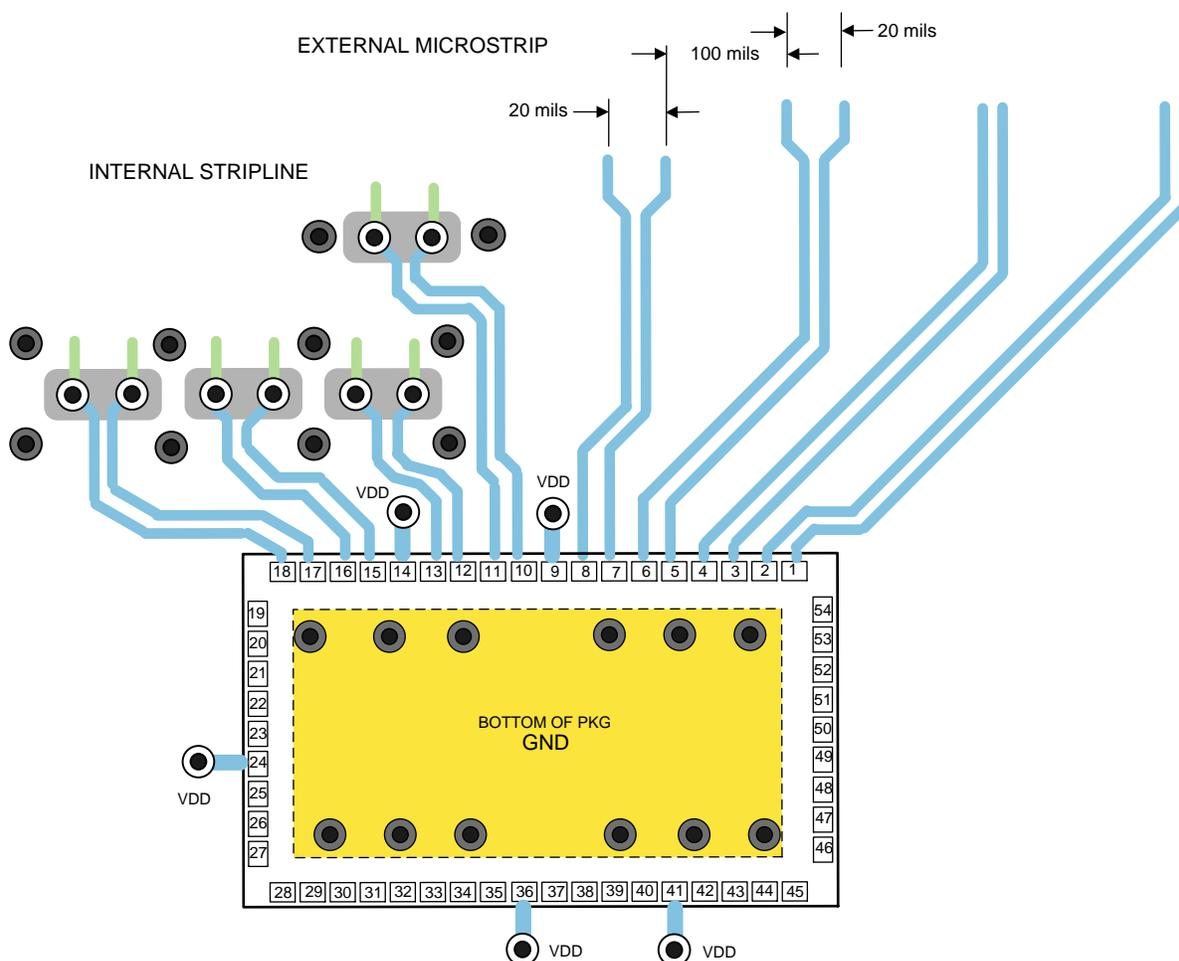 EXTERNAL MICROSTRIP
20 mils
100 mils
20 mils
INTERNAL STRIPLINE
VDD
VDD
18 17 16 15 14 13 12 11 10 9 8 7 6 5 4 3 2 1
19
20
21
22
23
24
25
26
27
54
53
52
51
50
49
48
47
46
BOTTOM OF PKG
GND
VDD
28 29 30 31 32 33 34 35 36 37 38 39 40 41 42 43 44 45
VDD
VDD